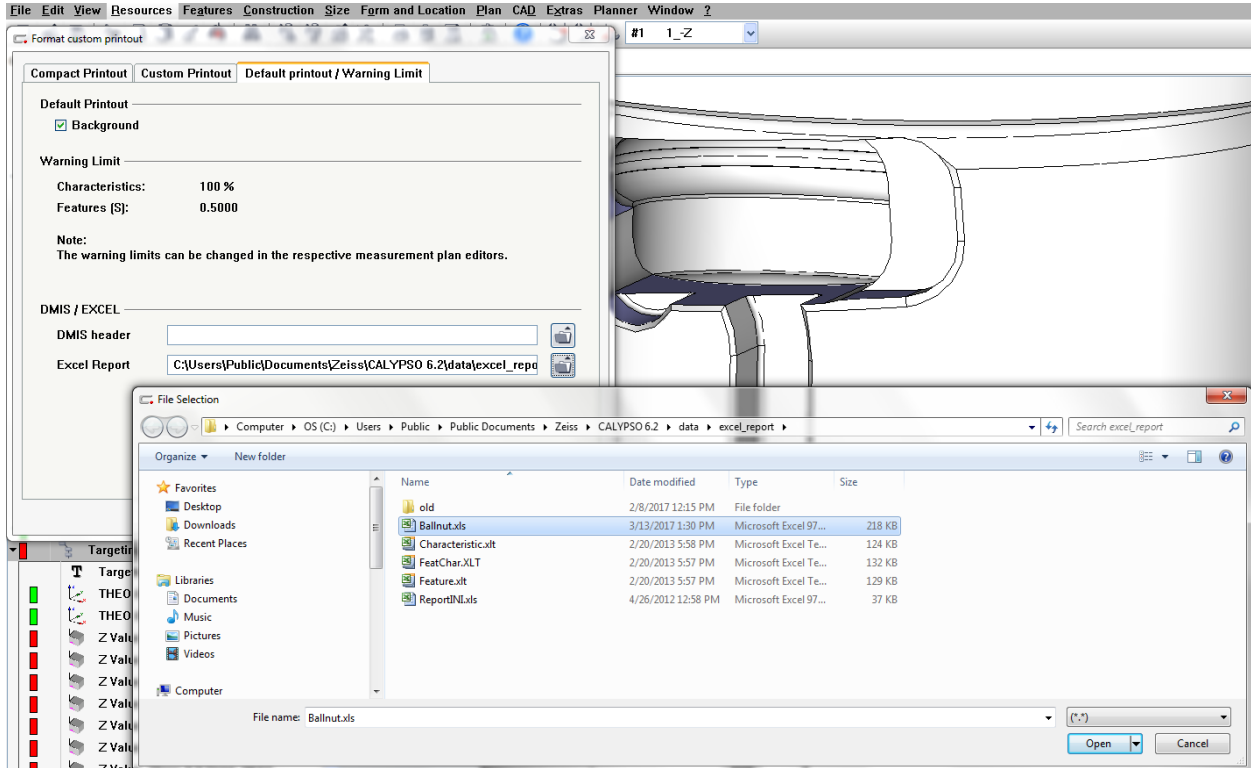 File Edit View Resources Features Construction Size Form and Location Plan CAD Extras Planner Window ?
Format custom printout
#1 1_-Z
Compact Printout Custom Printout Default printout / Warning Limit
Default Printout
Background
Warning Limit
Characteristics: 100 %
Features (S): 0.5000
Note:
The warning limits can be changed in the respective measurement plan editors.
DMIS / EXCEL
DMIS header
Excel Report C:\Users\Public\Documents\Zeiss\CALYPSO 6.2\data\excel_repo
File Selection
Computer OS (C:) Users Public Public Documents Zeiss CALYPSO 6.2 data excel_report Search excel_report
Organize New folder
Name Date modified Type Size
Favorites
Desktop
Downloads
Recent Places
Libraries
Documents
Music
Pictures
Videos
Computer
old 2/8/2017 12:15 PM File folder
Ballnut.xls 3/13/2017 1:30 PM Microsoft Excel 97... 218 KB
Characteristic.xlt 2/20/2013 5:58 PM Microsoft Excel Te... 124 KB
FeatChar.XLT 2/20/2013 5:57 PM Microsoft Excel Te... 132 KB
Feature.xlt 2/20/2013 5:57 PM Microsoft Excel Te... 129 KB
ReportINI.xls 4/26/2012 12:58 PM Microsoft Excel 97... 37 KB
File name: Ballnut.xls (*.*)
Open Cancel
Targetin
T Targe
THEO
THEO
Z Valu
Z Valu
Z Valu
Z Valu
Z Valu
Z Valu